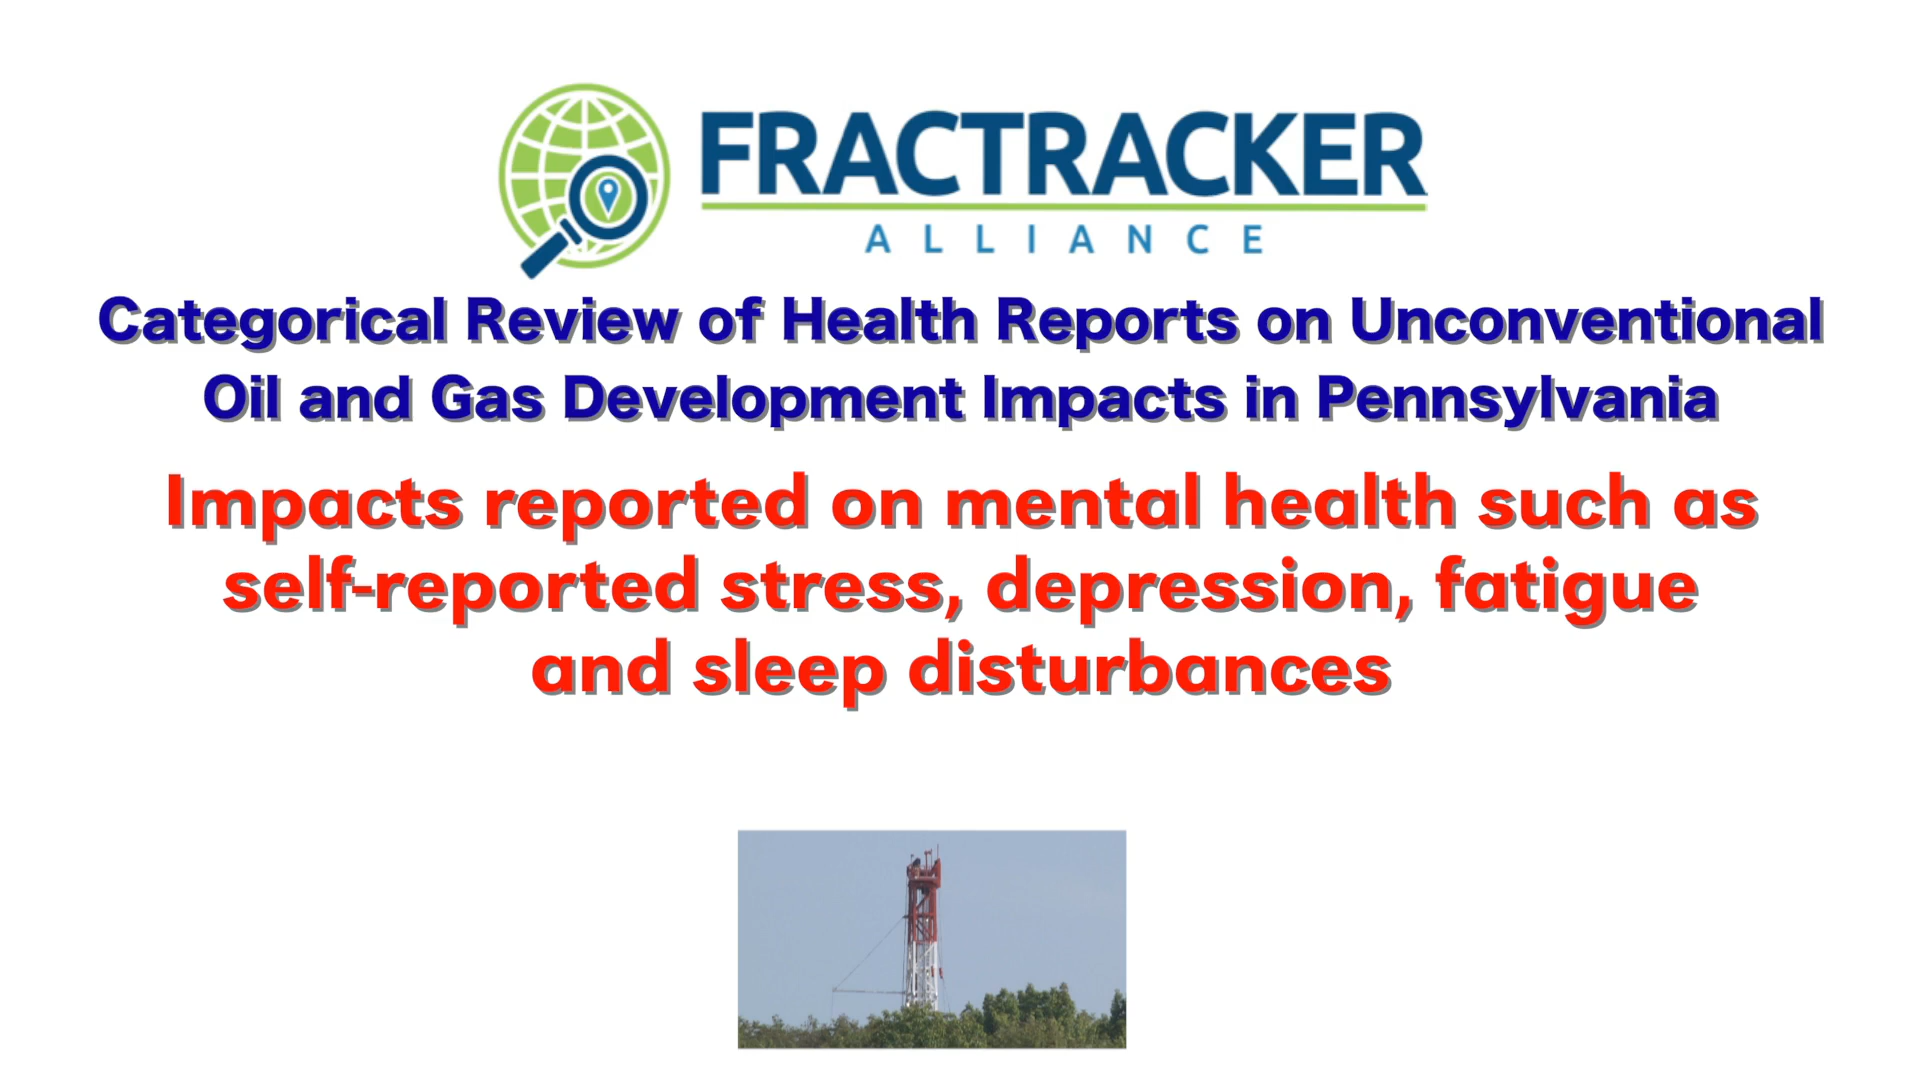 FRACTRACKER
ALLIANCE
Categorical Review of Health Reports on Unconventional
Oil and Gas Development Impacts in Pennsylvania
Impacts reported on mental health such as
self-reported stress, depression, fatigue
and sleep disturbances